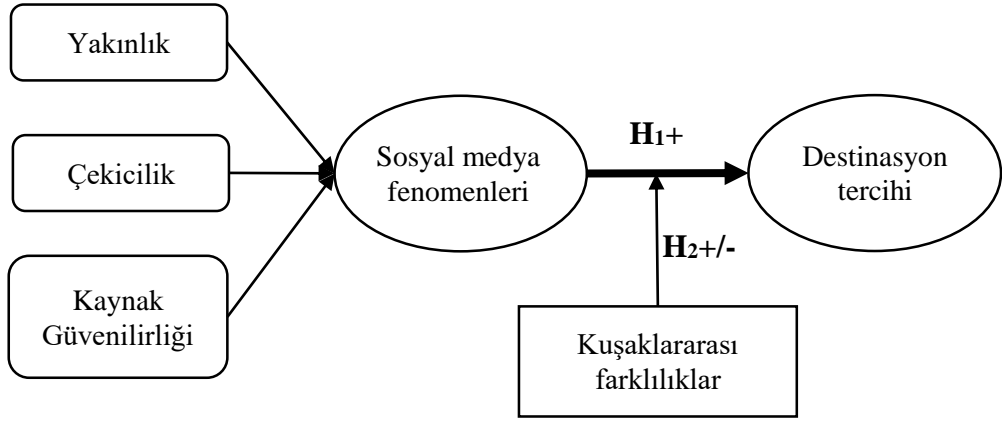 Yakınlık
Çekicilik
Kaynak
Güvenilirliği
Sosyal medya
fenomenleri
H1+
H2+/-
Destinasyon
tercihi
Kuşaklararası
farklılıklar